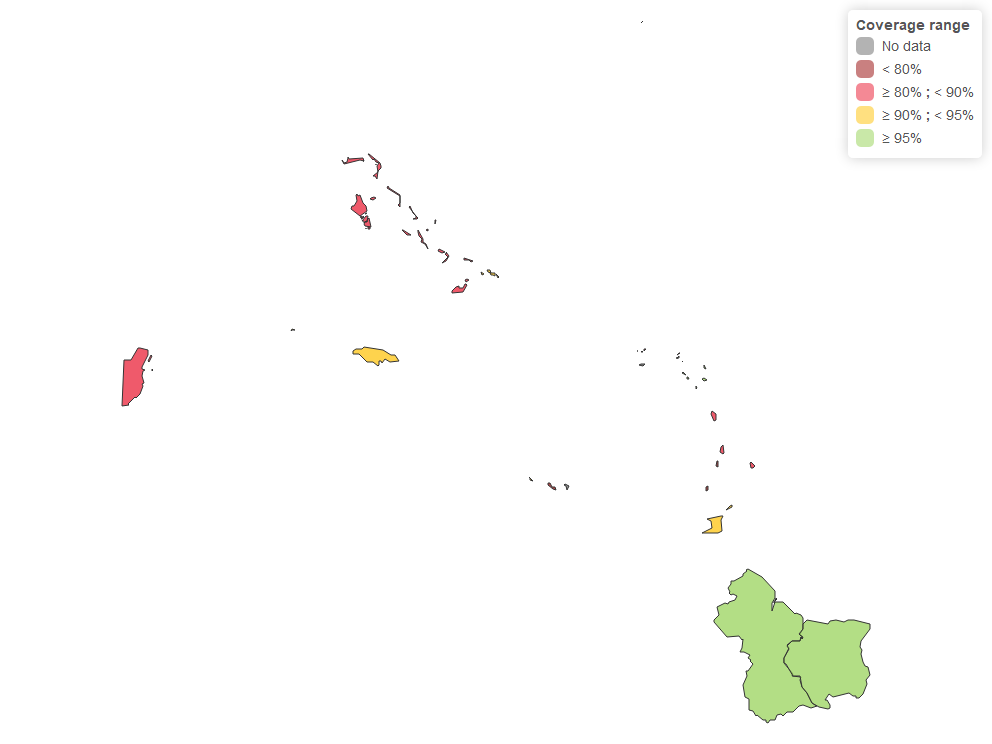 Coverage range
No data
< 80%
≥ 80% ; < 90%
≥ 90% ; < 95%
≥ 95%